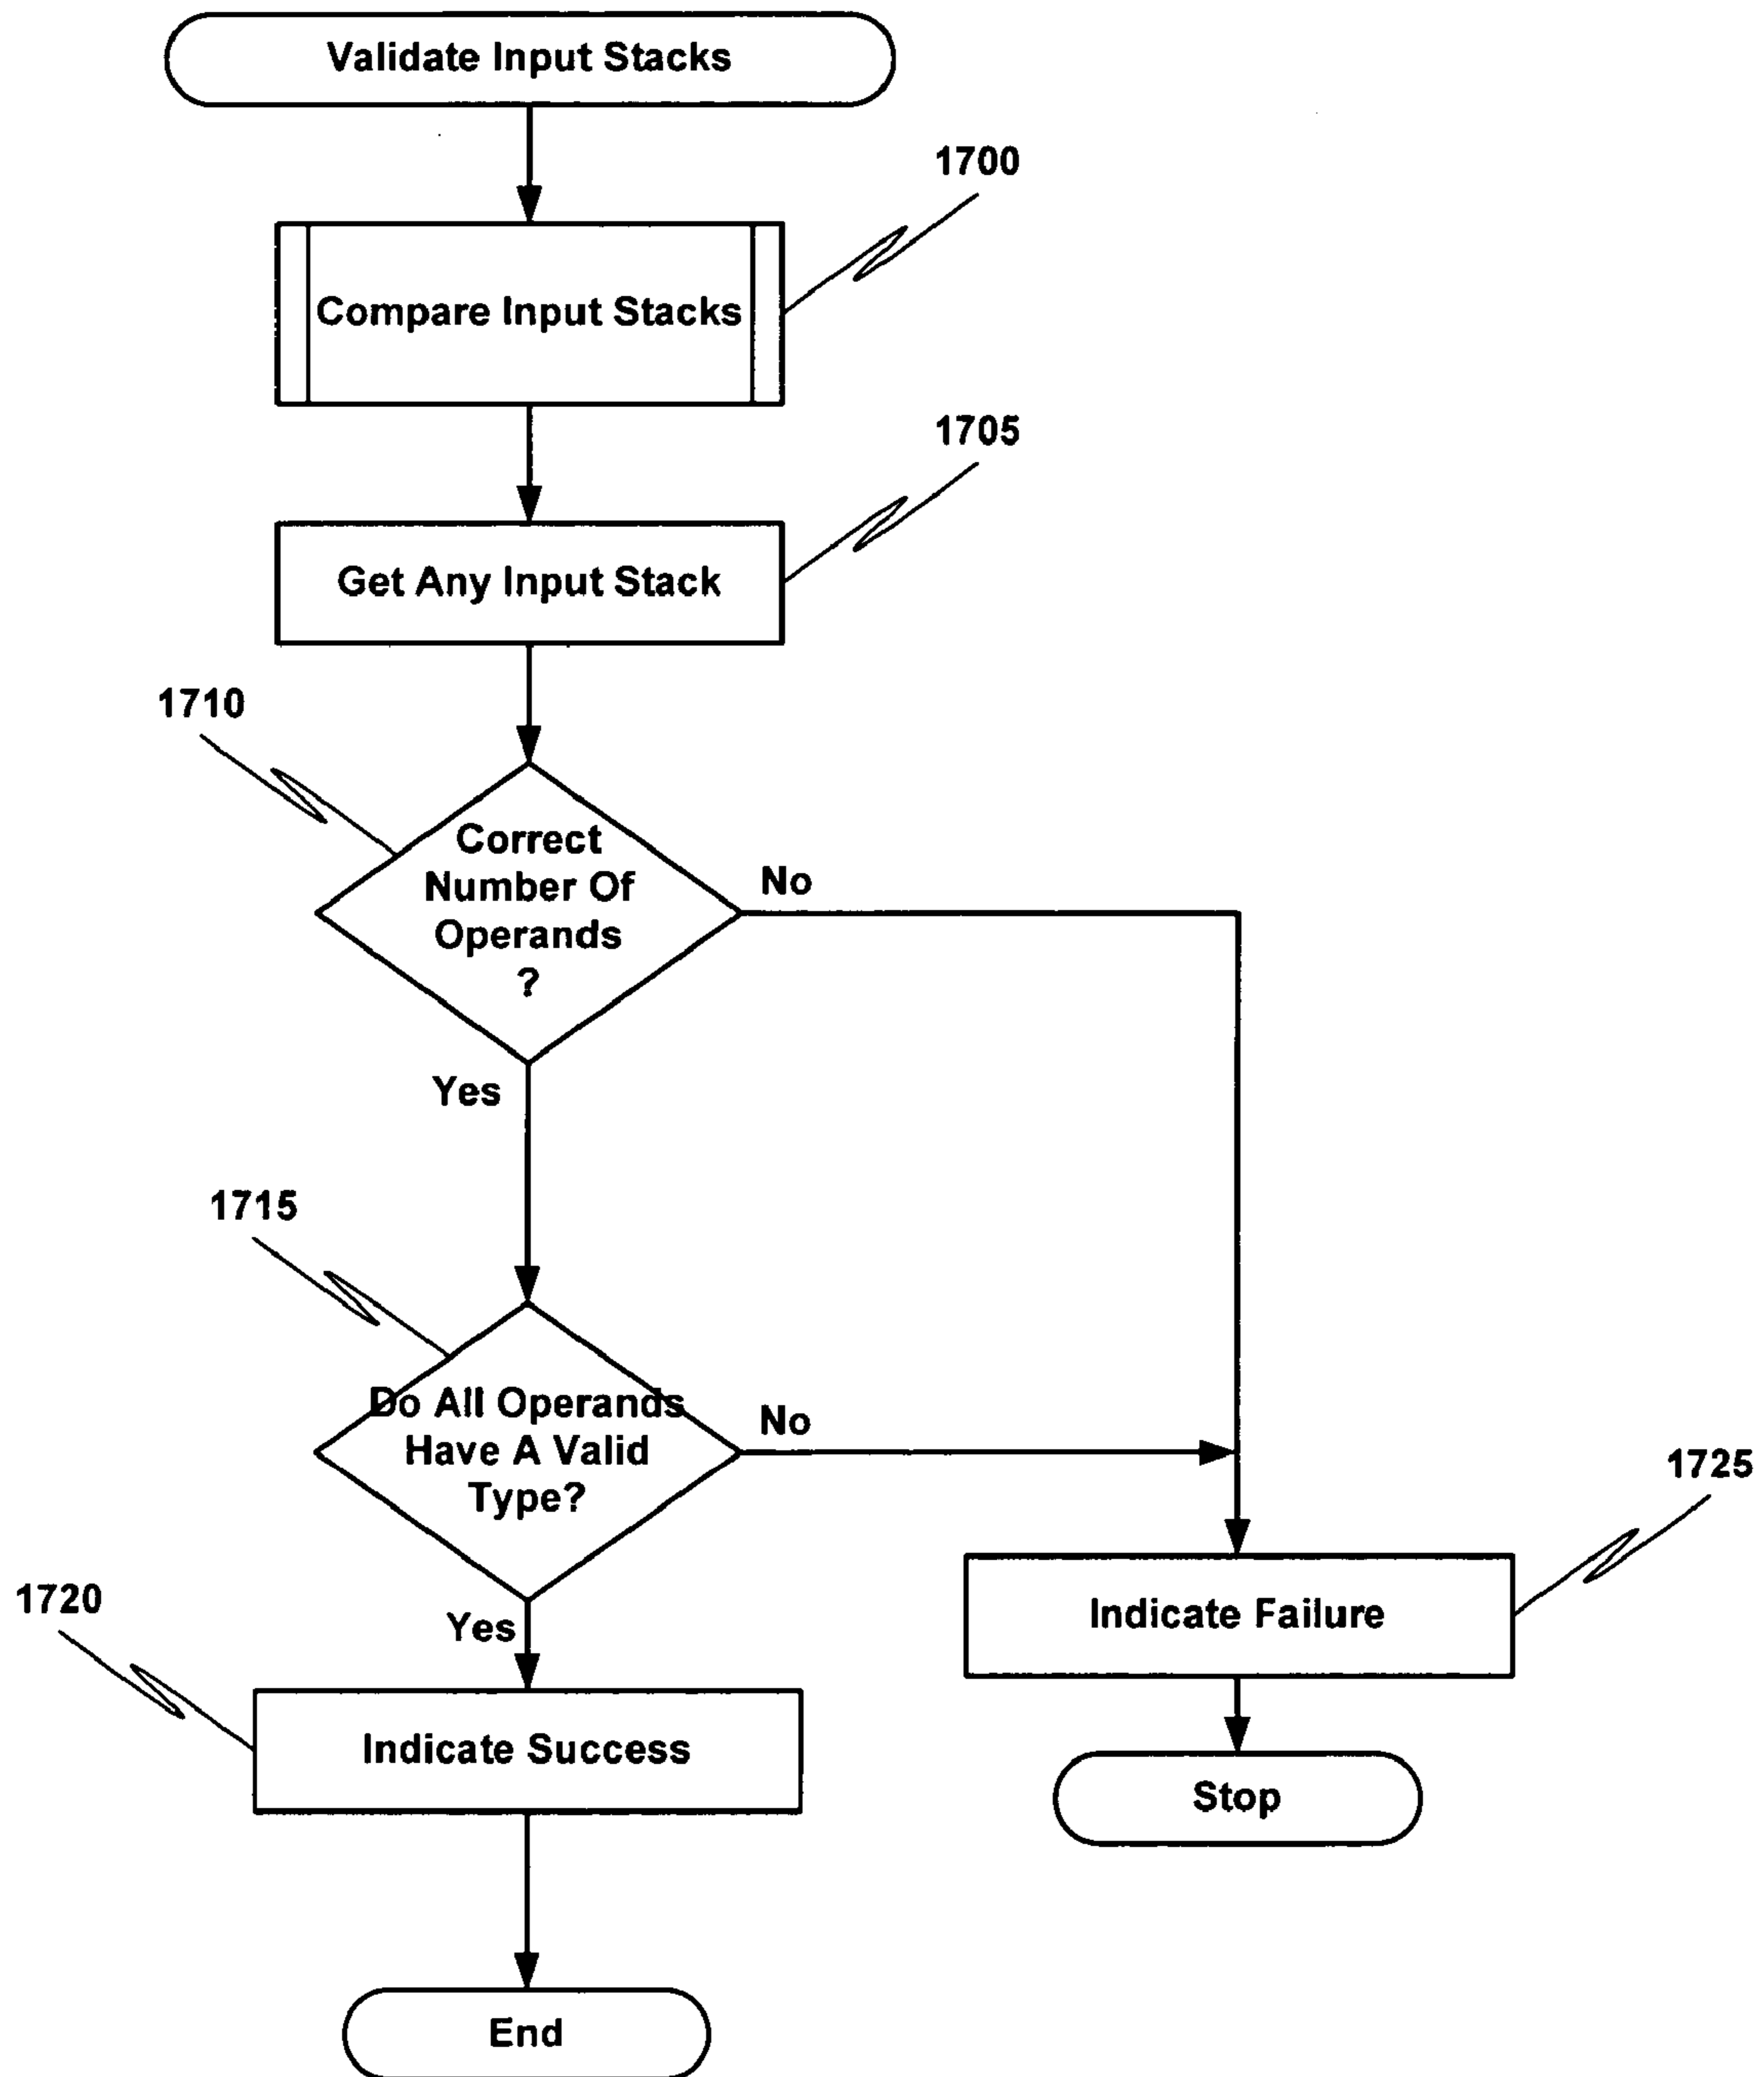 Validate Input Stacks
1700
Compare Input Stacks
1705
Get Any Input Stack
1710
Correct
Number Of
Operands
?
No
Yes
1715
Do All Operands
Have A Valid
Type?
No
1725
Indicate Failure
1720
Yes
Indicate Success
Stop
End